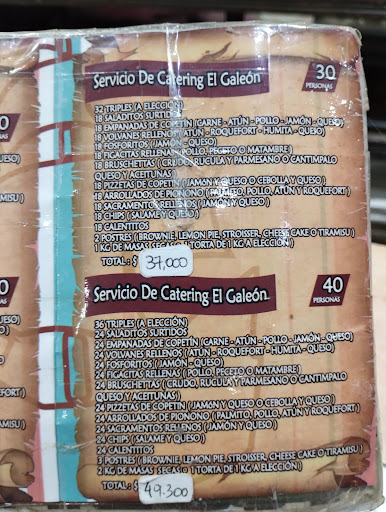 Servicio De Catering El Galeón
30
PERSONAS
32 TRIPLES (A ELECCIÓN)
18 SALADITOS SURTIDOS
18 EMPANADAS DE COPETÍN (CARNE - ATÚN - POLLO - JAMÓN - QUESO)
18 VOLVANES RELLENOS (ATÚN - ROQUEFORT - HUMITA - QUESO)
18 FOSFORITOS (JAMÓN - QUESO)
18 FIGACITAS RELLENAS (POLLO, PECETO O MATAMBRE)
18 BRUSCHETTAS (CRUDO, RUCULA Y PARMESANO O CANTIMPALO
QUESO Y ACEITUNAS)
18 PIZZETAS DE COPETÍN (JAMÓN Y QUESO O CEBOLLA Y QUESO)
18 ARROLLADOS DE PIONONO (PALMITO, POLLO, ATÚN Y ROQUEFORT)
18 SACRAMENTOS RELLENOS (JAMÓN Y QUESO)
18 CHIPS (SALAME Y QUESO)
18 CALENTITOS
2 POSTRES (BROWNIE, LEMON PIE, STROISSER, CHEESE CAKE O TIRAMISU)
1 KG DE MASAS SECAS O 1 TORTA DE 1 KG A ELECCIÓN)
TOTAL: $ 37,000
Servicio De Catering El Galeón
40
PERSONAS
36 TRIPLES (A ELECCIÓN)
24 SALADITOS SURTIDOS
24 EMPANADAS DE COPETÍN (CARNE - ATÚN - POLLO - JAMÓN - QUESO)
24 VOLVANES RELLENOS (ATÚN - ROQUEFORT - HUMITA - QUESO)
24 FOSFORITOS (JAMÓN - QUESO)
24 FIGACITAS RELLENAS (POLLO, PECETO O MATAMBRE)
24 BRUSCHETTAS (CRUDO, RUCULA Y PARMESANO O CANTIMPALO
QUESO Y ACEITUNAS)
24 PIZZETAS DE COPETÍN (JAMÓN Y QUESO O CEBOLLA Y QUESO)
24 ARROLLADOS DE PIONONO (PALMITO, POLLO, ATÚN Y ROQUEFORT)
24 SACRAMENTOS RELLENOS (JAMÓN Y QUESO)
24 CHIPS (SALAME Y QUESO)
24 CALENTITOS
3 POSTRES (BROWNIE, LEMON PIE, STROISSER, CHEESE CAKE O TIRAMISU)
2 KG DE MASAS (SECAS O 1 TORTA DE 1 KG A ELECCIÓN)
TOTAL: $ 49.300